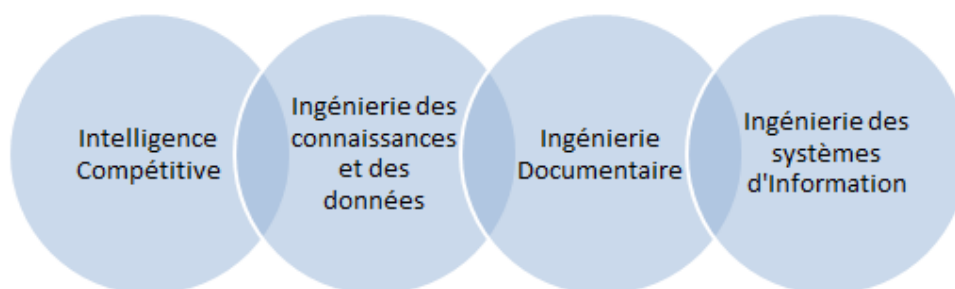 Intelligence
Compétitive
Ingénierie des
connaissances
et des
données
Ingénierie
Documentaire
Ingénierie des
systèmes
d'Information